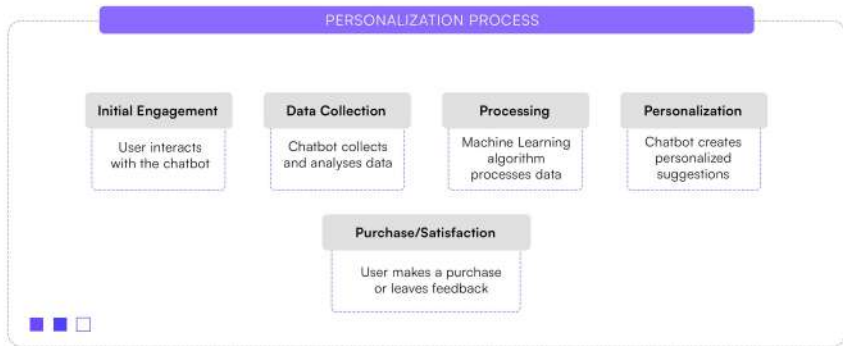 PERSONALIZATION PROCESS
Initial Engagement
User interacts
with the chatbot
Data Collection
Chatbot collects
and analyses data
Processing
Machine Learning
algorithm
processes data
Personalization
Chatbot creates
personalized
suggestions
Purchase/Satisfaction
User makes a purchase
or leaves feedback